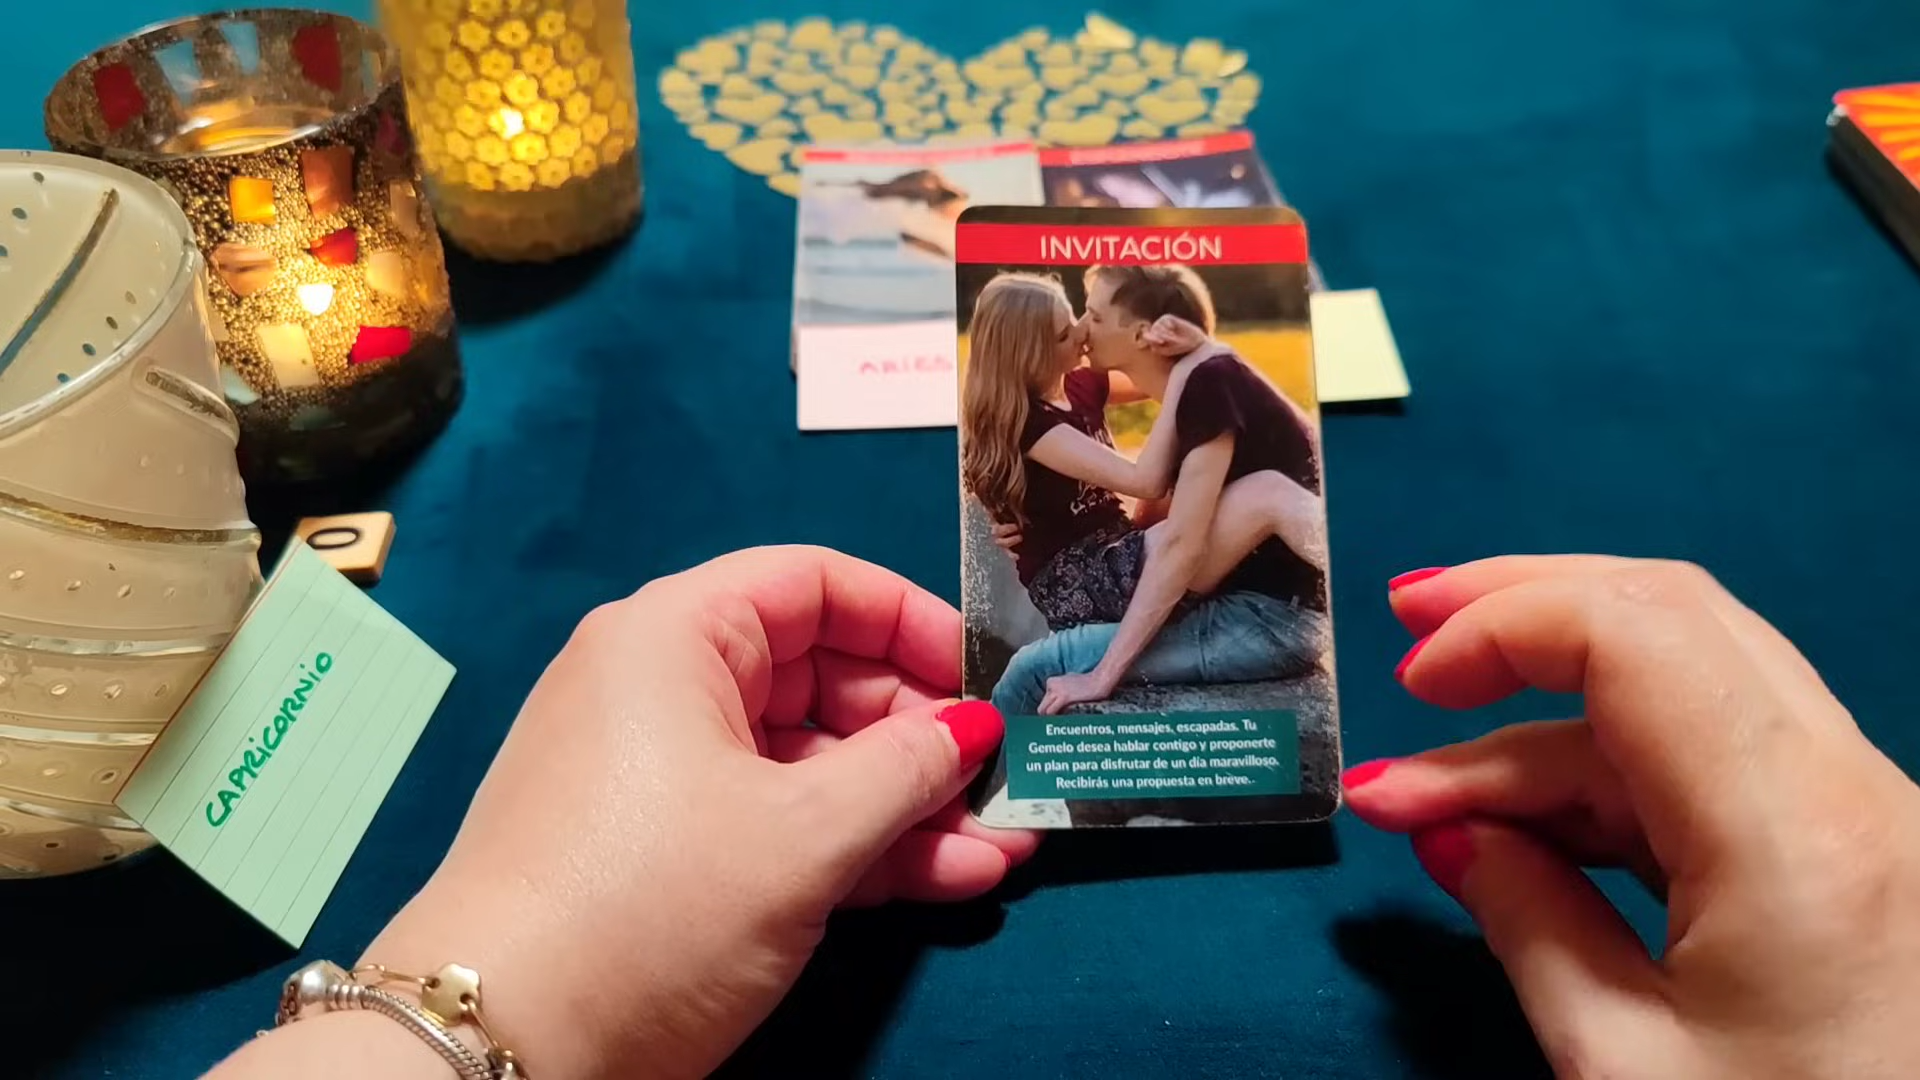 INVITACIÓN
ARIES
Encuentros, mensajes, escapadas. Tu
Gemelo desea hablar contigo y proponerte
un plan para disfrutar de un día maravilloso.
Recibirás una propuesta en breve..
O
CAPRICORNIO